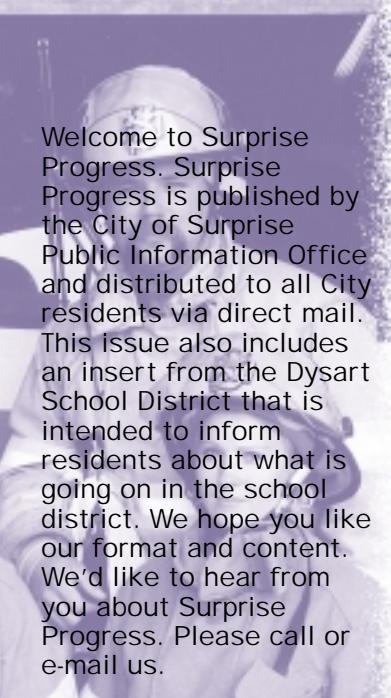 Welcome to Surprise
Progress. Surprise
Progress is published by
the City of Surprise
Public Information Office
and distributed to all City
residents via direct mail.
This issue also includes
an insert from the Dysart
School District that is
intended to inform
residents about what is
going on in the school
district. We hope you like
our format and content.
We'd like to hear from
you about Surprise
Progress. Please call or
e-mail us.